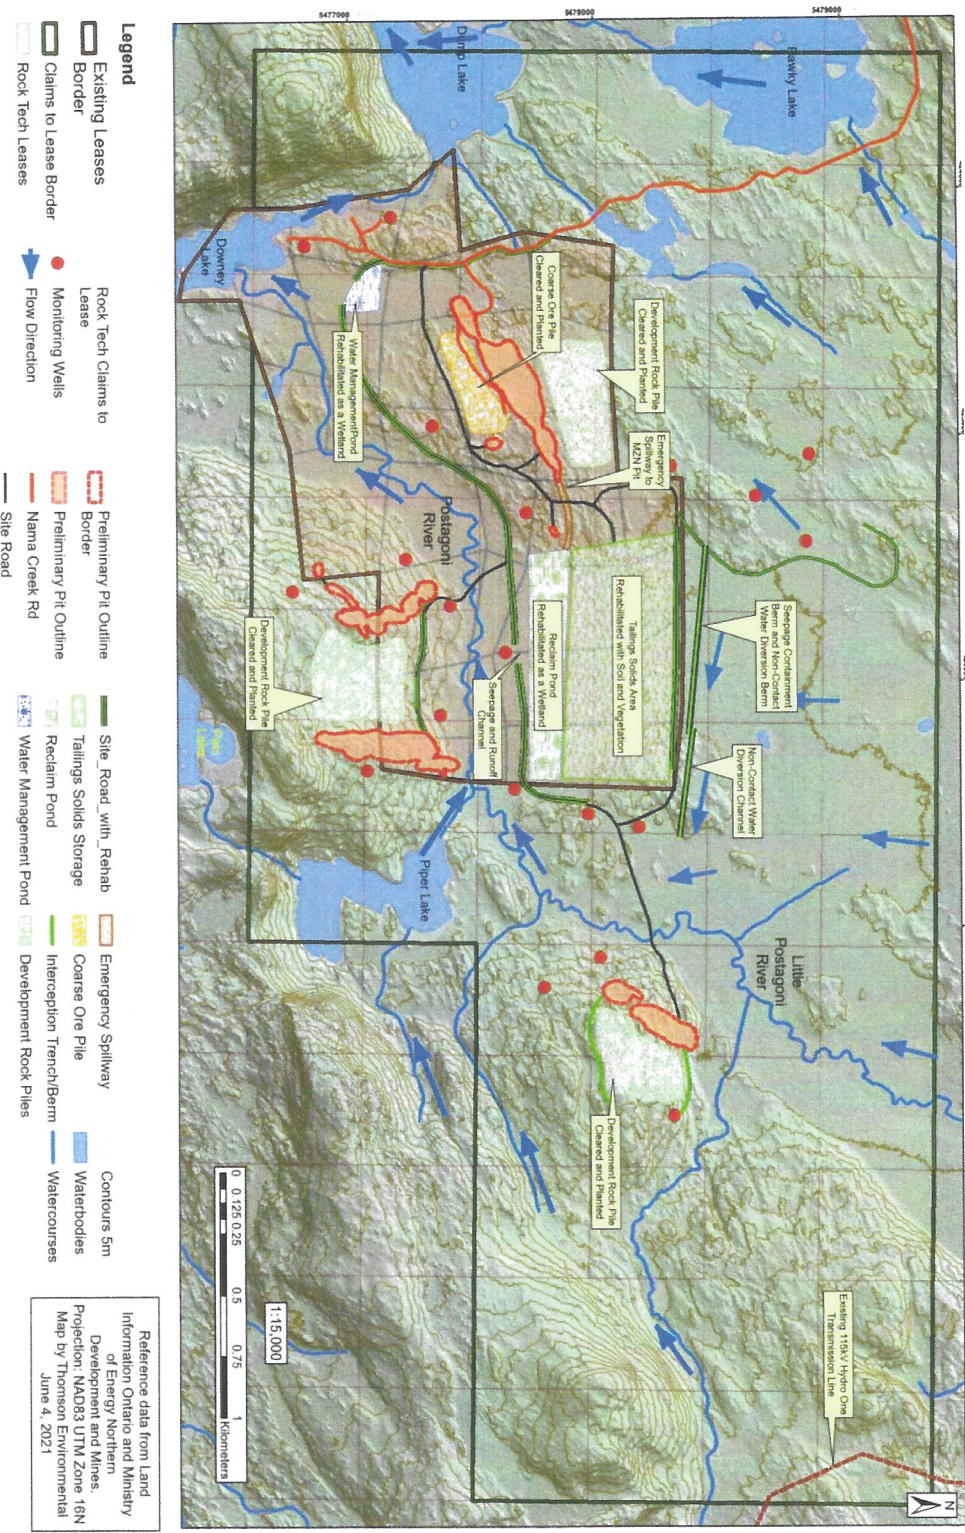 5477000
5478000
5479000
Dump Lake
Hawky Lake
Downey
Lake
Coarse Ore Pile
Cleared and Planted
Development Rock Pile
Cleared and Planted
Emergency
Spillway to
MZN Pit
Water ManagementPond
Rehabilitated as a Wetland
Postagoni
River
Tailings Solids Area
Rehabilitated with Soil and Vegetation
Reclaim Pond
Rehabilitated as a Wetland
Seepage Containment
Berm and Non-Contact
Water Diversion Berm
Non-Contact Water
Diversion Channel
Seepage and Runoff
Channel
Development Rock Pile
Cleared and Planted
Lake
Piper Lake
Little
Postagoni
River
Development Rock Pile
Cleared and Planted
Existing 115kV Hydro One
Transmission Line
N
1:15,000
0 0.125 0.25 0.5 0.75 1
Kilometers
Legend
Existing Leases
Border
Claims to Lease Border
Rock Tech Leases
Rock Tech Claims to
Lease
Monitoring Wells
Flow Direction
Preliminary Pit Outline
Border
Preliminary Pit Outline
Nama Creek Rd
Site Road
Site_Road_with_Rehab
Tailings Solids Storage
Reclaim Pond
Water Management Pond
Emergency Spillway
Coarse Ore Pile
Interception Trench/Berm
Development Rock Piles
Contours 5m
Waterbodies
Watercourses
Reference data from Land
Information Ontario and Ministry
of Energy Northern
Development and Mines.
Projection: NAD83 UTM Zone 16N
Map by Thomson Environmental
June 4, 2021